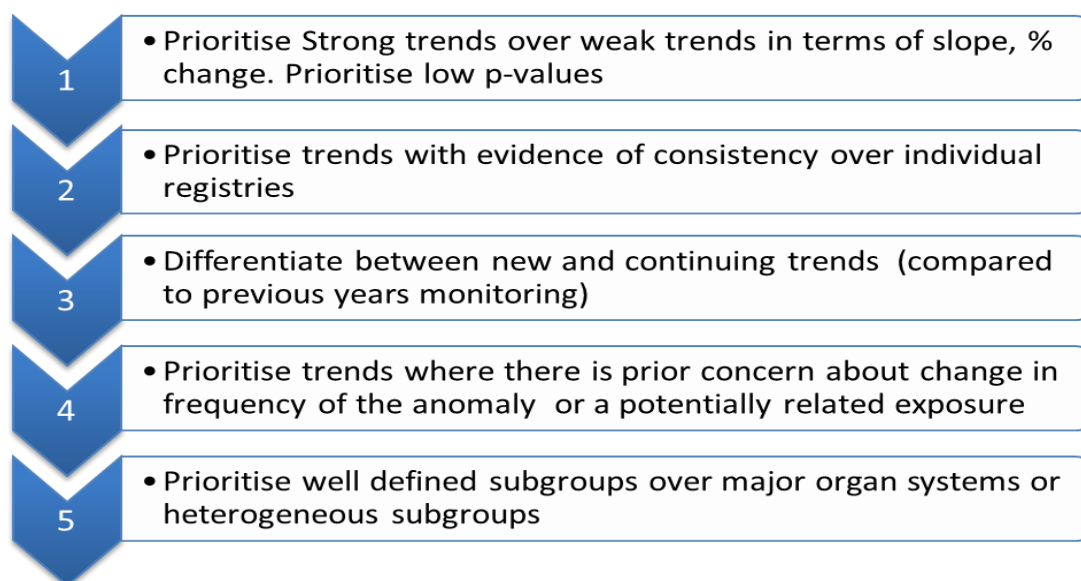 1
• Prioritise Strong trends over weak trends in terms of slope, %
change. Prioritise low p-values
2
• Prioritise trends with evidence of consistency over individual
registries
3
• Differentiate between new and continuing trends (compared
to previous years monitoring)
4
• Prioritise trends where there is prior concern about change in
frequency of the anomaly or a potentially related exposure
5
• Prioritise well defined subgroups over major organ systems or
heterogeneous subgroups